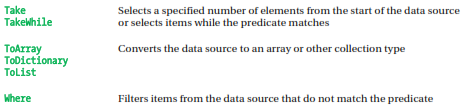 Take Selects a specified number of elements from the start of the data source
TakeWhile or selects items while the predicate matches
ToArray Converts the data source to an array or other collection type
ToDictionary
ToList
Where Filters items from the data source that do not match the predicate